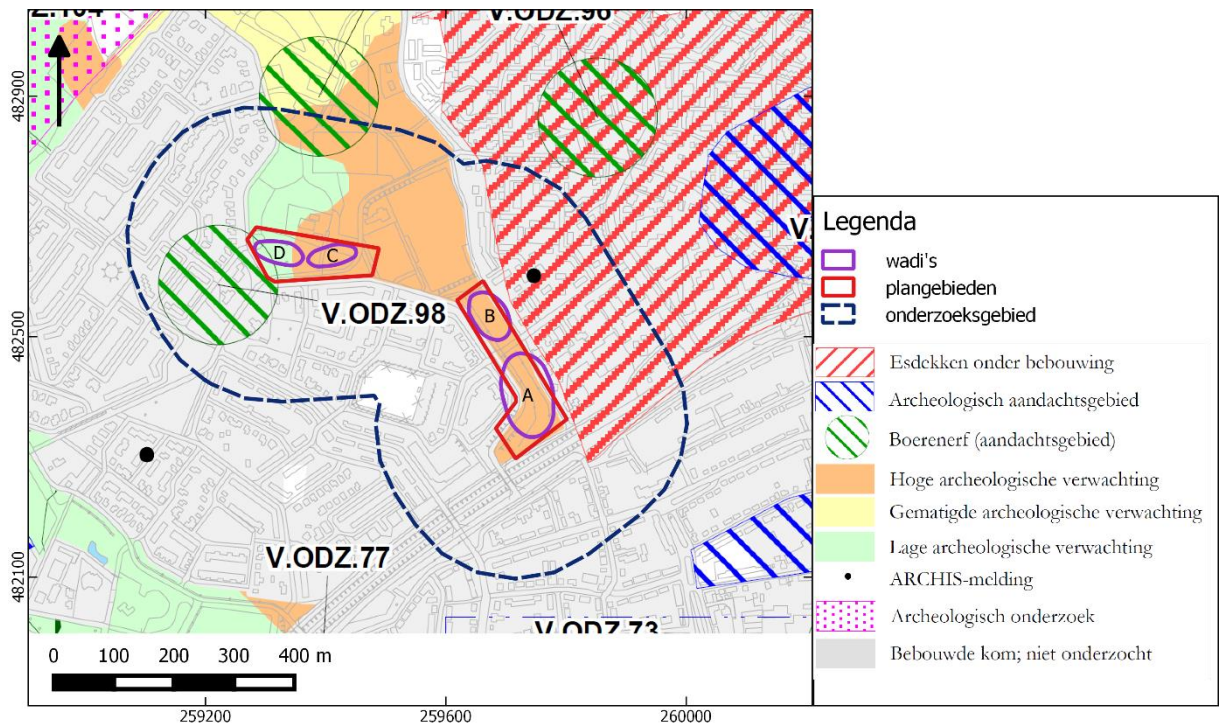 Z.104
V.ODZ.96
482900
482500
482100
D
C
B
A
V.
V.ODZ.98
V.ODZ.77
V.ODZ.73
0 100 200 300 400 m
259200 259600 260000
Legenda
wadi's
plangebieden
onderzoeksgebied
Esdekken onder bebouwing
Archeologisch aandachtsgebied
Boerenerf (aandachtsgebied)
Hoge archeologische verwachting
Gematigde archeologische verwachting
Lage archeologische verwachting
ARCHIS-melding
Archeologisch onderzoek
Bebouwde kom; niet onderzocht